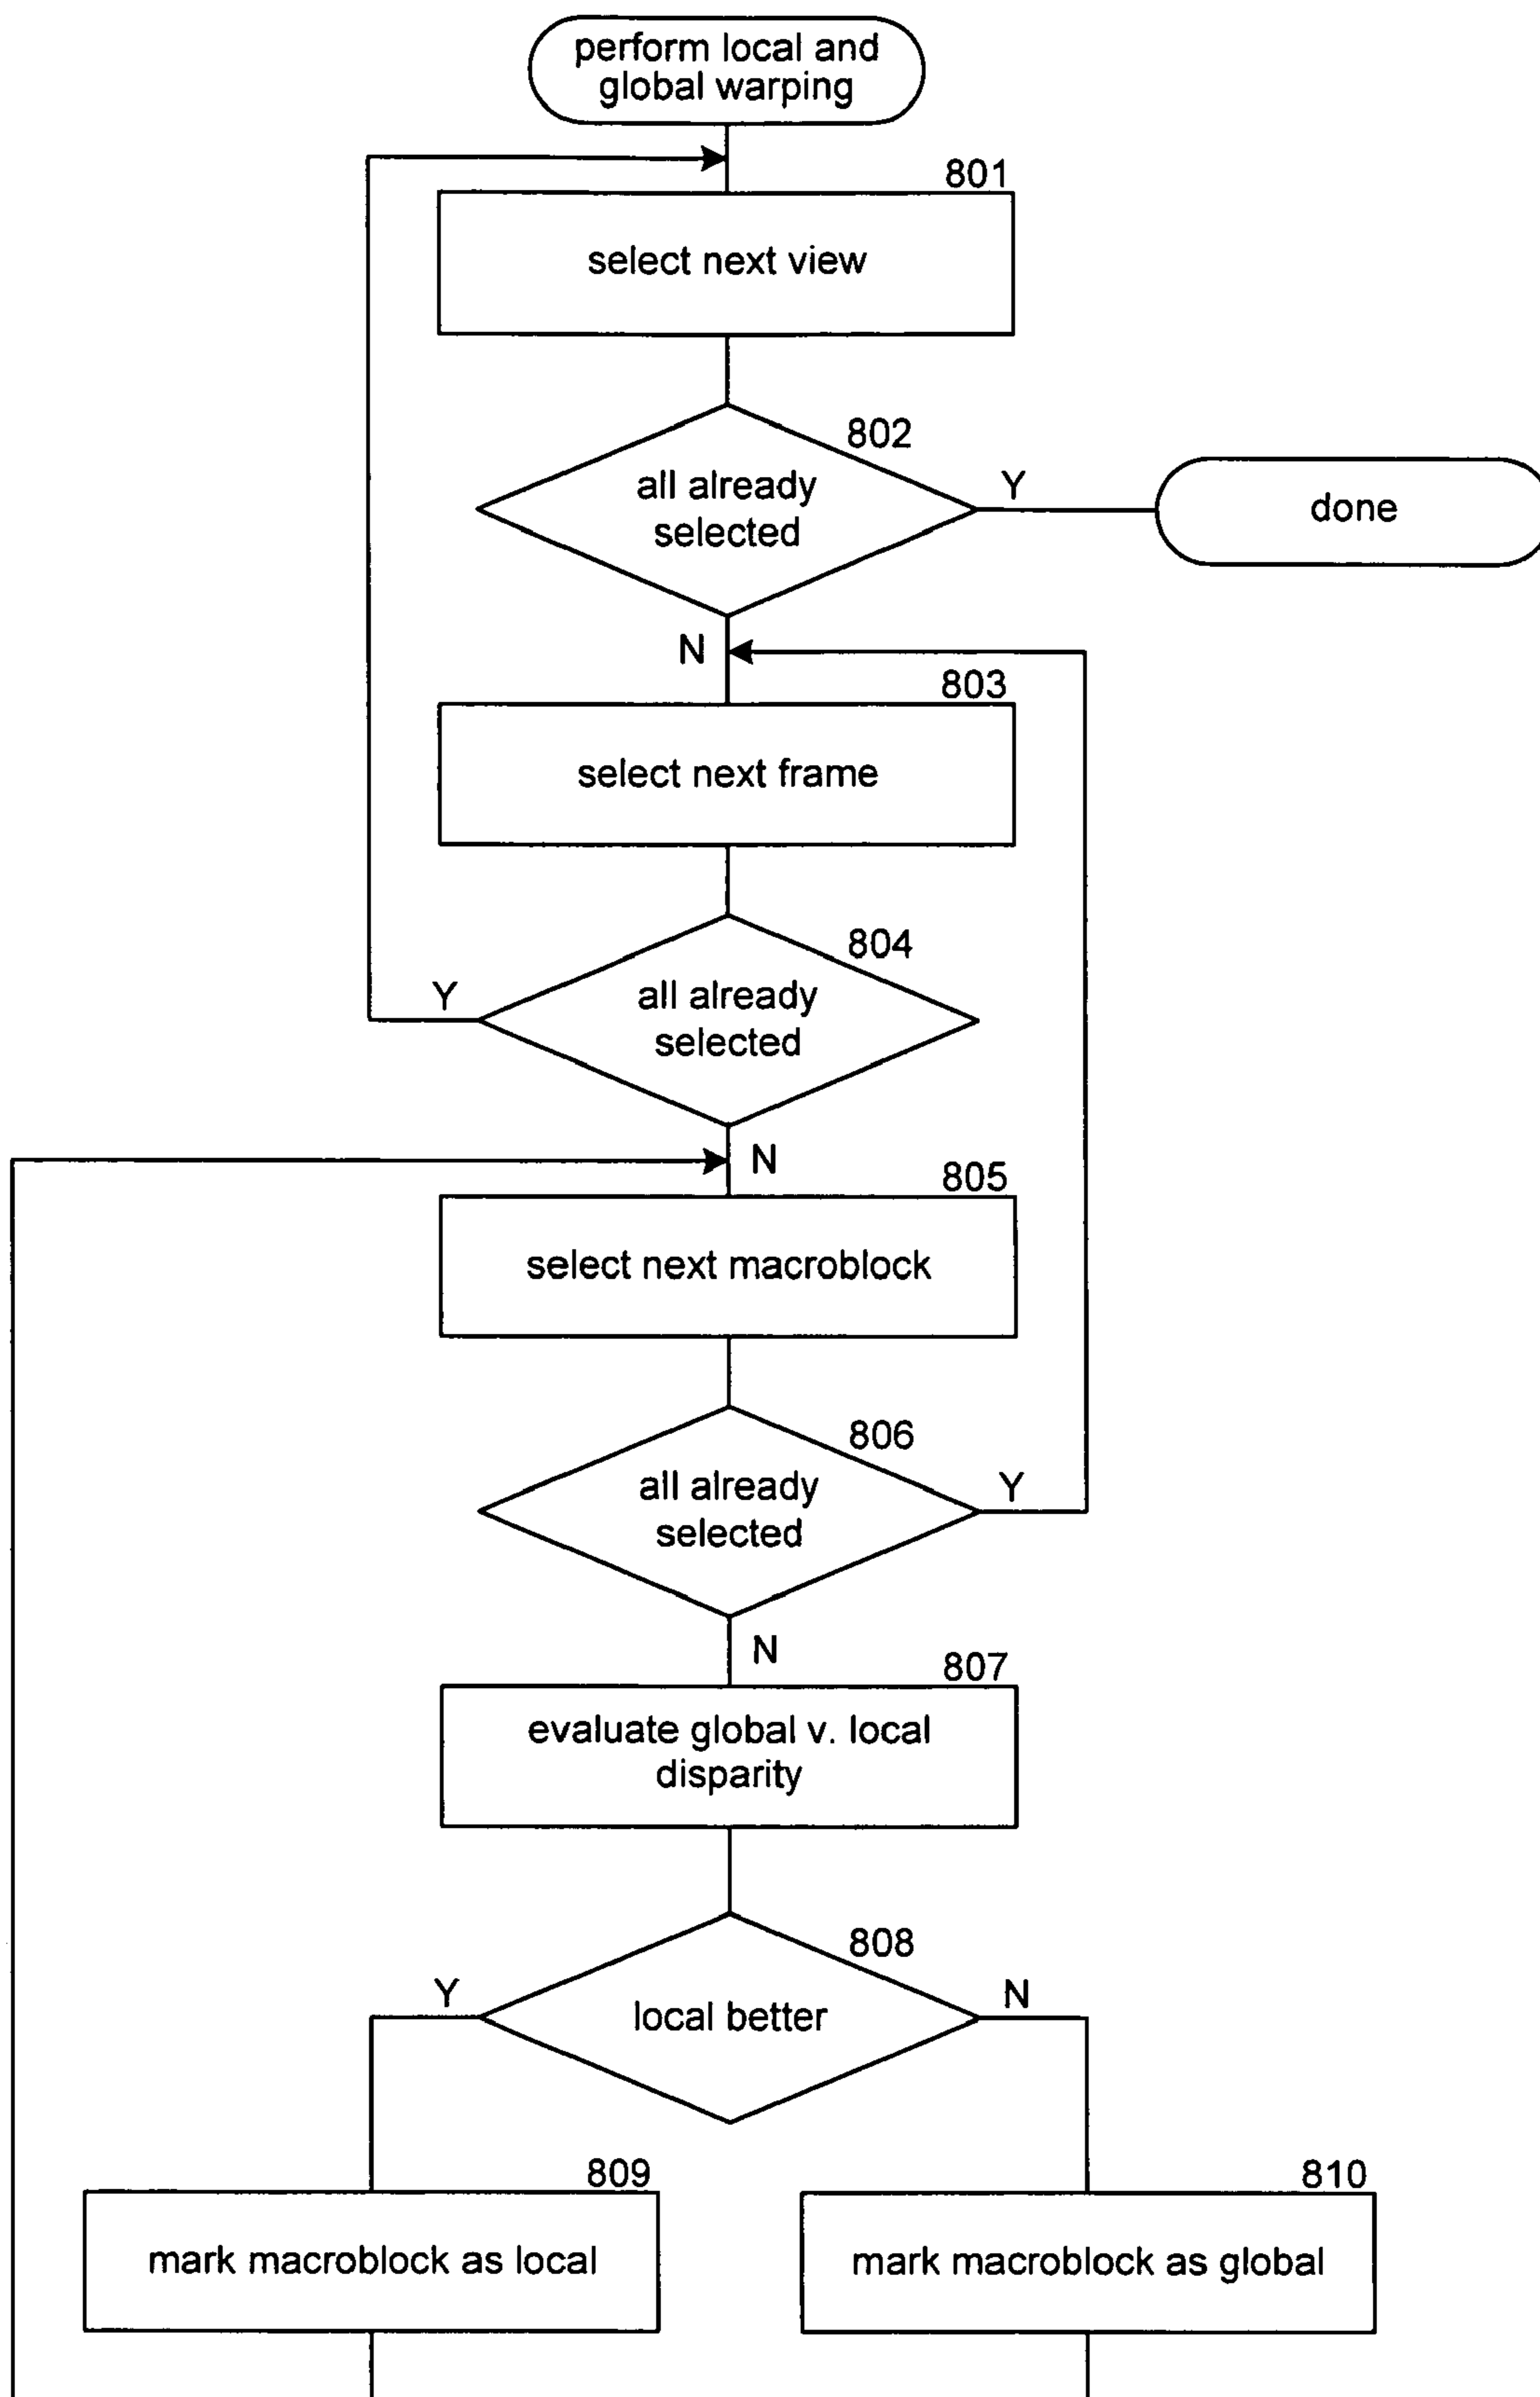 perform local and
global warping
801
select next view
802
all already
selected
Y
done
N
803
select next frame
804
all already
selected
Y
N
805
select next macroblock
806
all already
selected
Y
N
807
evaluate global v. local
disparity
808
local better
Y
N
809
mark macroblock as local
810
mark macroblock as global